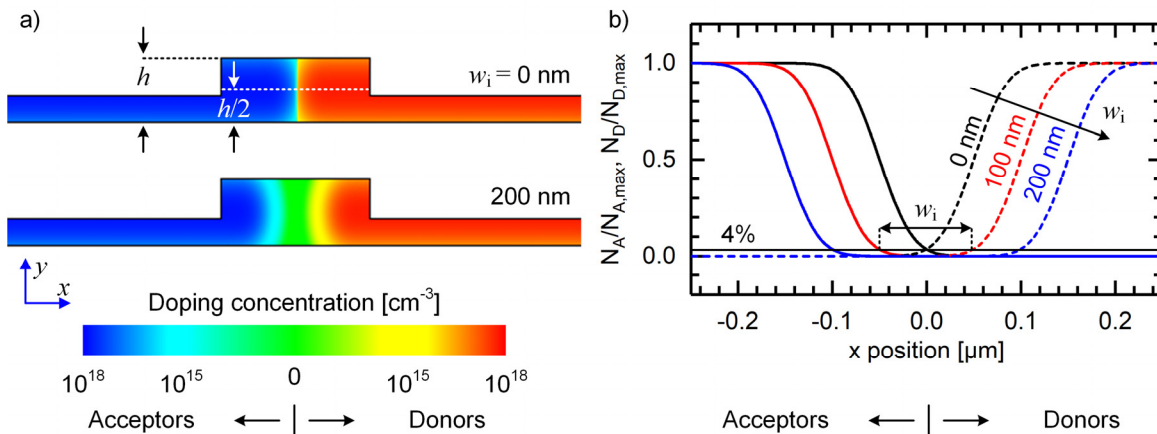 a)
h
h/2
wi = 0 nm
200 nm
y
x
Doping concentration [cm-3]
10^18 10^15 0 10^15 10^18
Acceptors Donors
b)
NA/NA,max, ND/ND,max
1.0
0.5
0.0
4%
wi
0 nm
100 nm
200 nm
wi
-0.2 -0.1 0.0 0.1 0.2
x position [µm]
Acceptors Donors